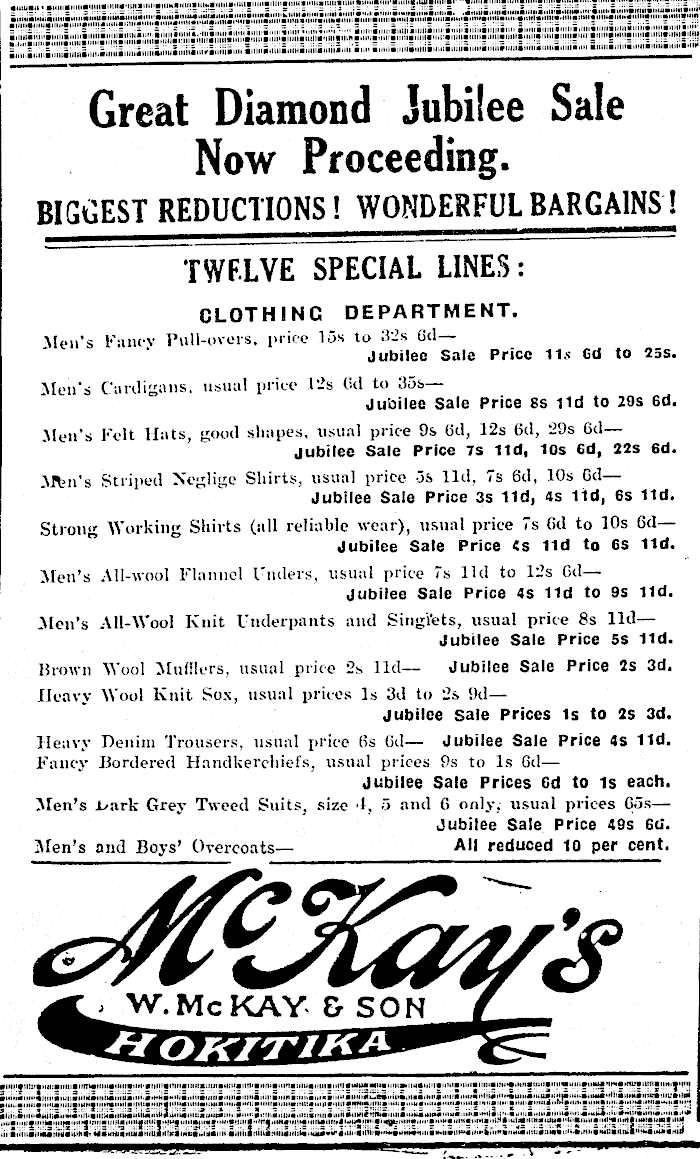 Great Diamond Jubilee Sale
Now Proceeding.
BIGGEST REDUCTIONS! WONDERFUL BARGAINS!
TWELVE SPECIAL LINES:
CLOTHING DEPARTMENT.
Men's Fancy Pull-overs, price 15s to 32s 6d—
Jubilee Sale Price 11s 6d to 25s.
Men's Cardigans, usual price 12s 6d to 35s—
Jubilee Sale Price 8s 11d to 29s 6d.
Men's Felt Hats, good shapes, usual price 9s 6d, 12s 6d, 29s 6d—
Jubilee Sale Price 7s 11d, 10s 6d, 22s 6d.
Men's Striped Neglige Shirts, usual price 5s 11d, 7s 6d, 10s 6d—
Jubilee Sale Price 3s 11d, 4s 11d, 6s 11d.
Strong Working Shirts (all reliable wear), usual price 7s 6d to 10s 6d—
Jubilee Sale Price 4s 11d to 6s 11d.
Men's All-wool Flannel Unders, usual price 7s 11d to 12s 6d—
Jubilee Sale Price 4s 11d to 9s 11d.
Men's All-Wool Knit Underpants and Singlets, usual price 8s 11d—
Jubilee Sale Price 5s 11d.
Brown Wool Mufflers, usual price 2s 11d— Jubilee Sale Price 2s 3d.
Heavy Wool Knit Sox, usual prices 1s 3d to 2s 9d—
Jubilee Sale Prices 1s to 2s 3d.
Heavy Denim Trousers, usual price 6s 6d— Jubilee Sale Price 4s 11d.
Fancy Bordered Handkerchiefs, usual prices 9s to 1s 6d—
Jubilee Sale Prices 6d to 1s each.
Men's Dark Grey Tweed Suits, size 4, 5 and 6 only, usual prices 65s—
Jubilee Sale Price 49s 6d.
Men's and Boys' Overcoats— All reduced 10 per cent.
McKay's
W. McKAY & SON
HOKITIKA